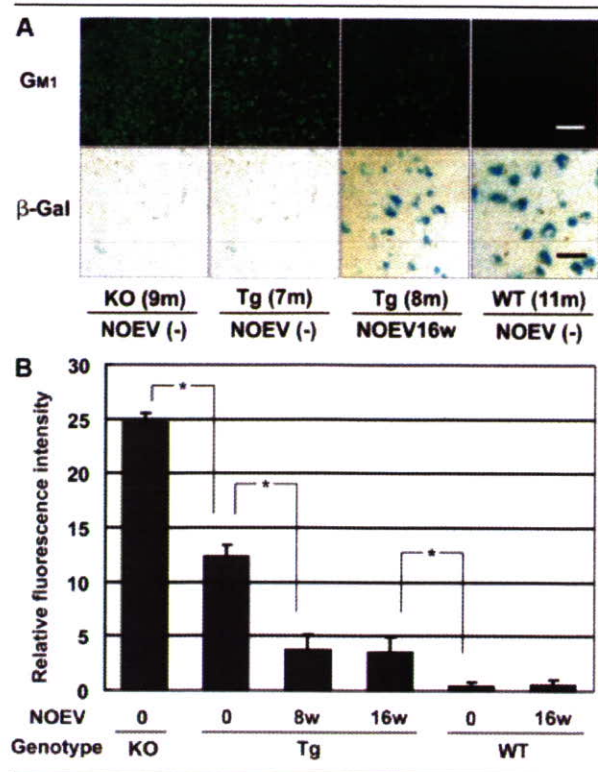 A
GM1
β-Gal
KO (9m) Tg (7m) Tg (8m) WT (11m)
NOEV (-) NOEV (-) NOEV16w NOEV (-)
B
Relative fluorescence intensity
30
25
20
15
10
5
0
* * *
NOEV 0 0 8w 16w 0 16w
Genotype KO Tg WT